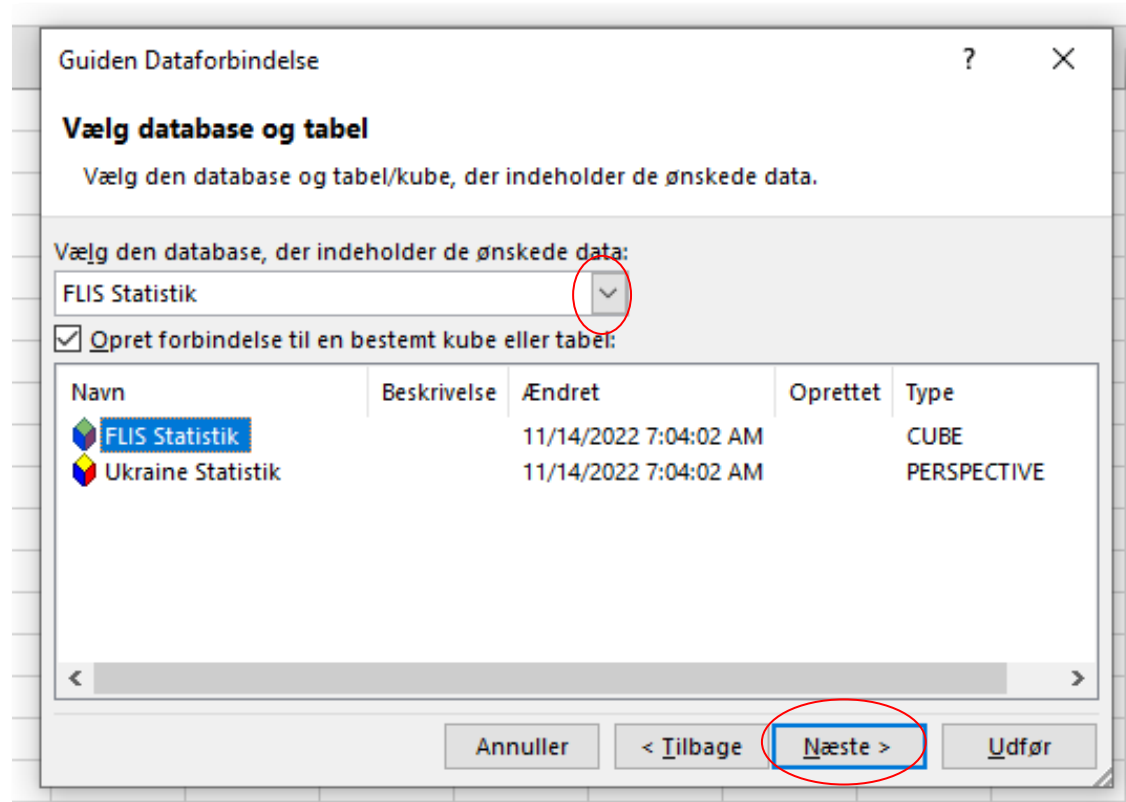 Guiden Dataforbindelse ?
Vælg database og tabel
Vælg den database og tabel/kube, der indeholder de ønskede data.
Vælg den database, der indeholder de ønskede data:
FLIS Statistik
Opret forbindelse til en bestemt kube eller tabel:
Navn Beskrivelse Ændret Oprettet Type
FLIS Statistik 11/14/2022 7:04:02 AM CUBE
Ukraine Statistik 11/14/2022 7:04:02 AM PERSPECTIVE
Annuller < Tilbage Næste > Udfør